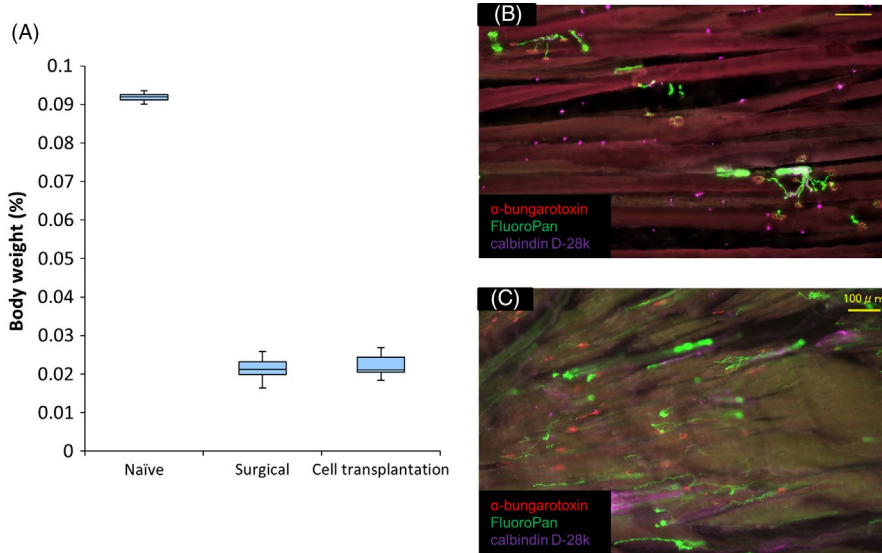 (A)
0.1
0.09
0.08
0.07
0.06
0.05
0.04
0.03
0.02
0.01
0
Body weight (%)
Naïve
Surgical
Cell transplantation
(B)
α-bungarotoxin
FluoroPan
calbindin D-28k
(C)
100 μm
α-bungarotoxin
FluoroPan
calbindin D-28k